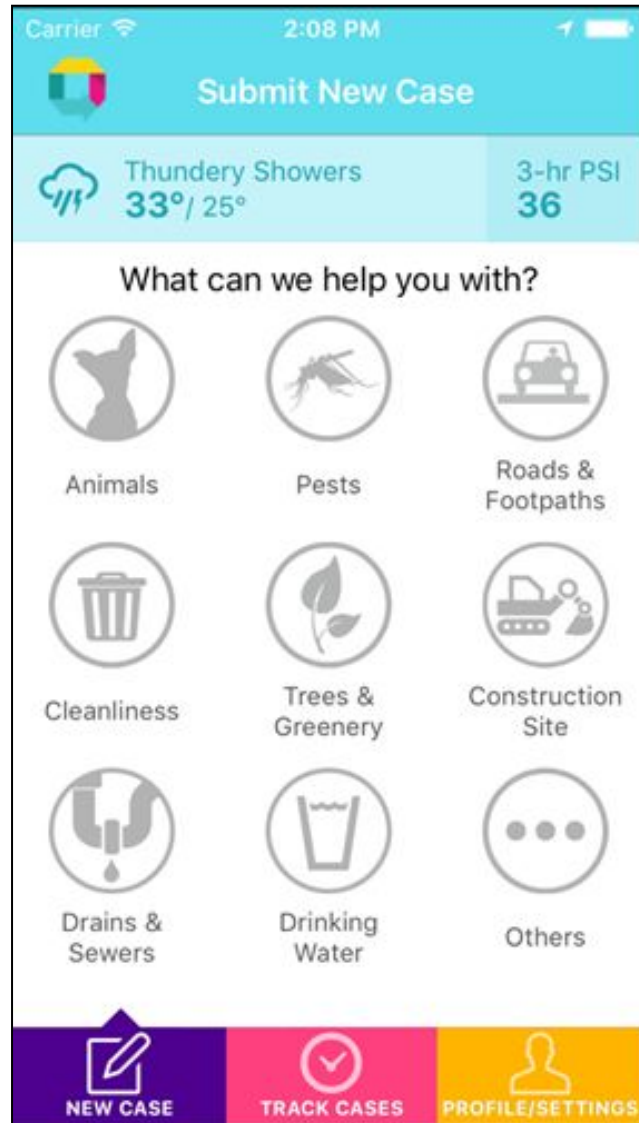 Carrier 2:08 PM
Submit New Case
Thundery Showers
33°/ 25°
3-hr PSI
36
What can we help you with?
Animals
Pests
Roads &
Footpaths
Cleanliness
Trees &
Greenery
Construction
Site
Drains &
Sewers
Drinking
Water
Others
NEW CASE
TRACK CASES
PROFILE/SETTINGS